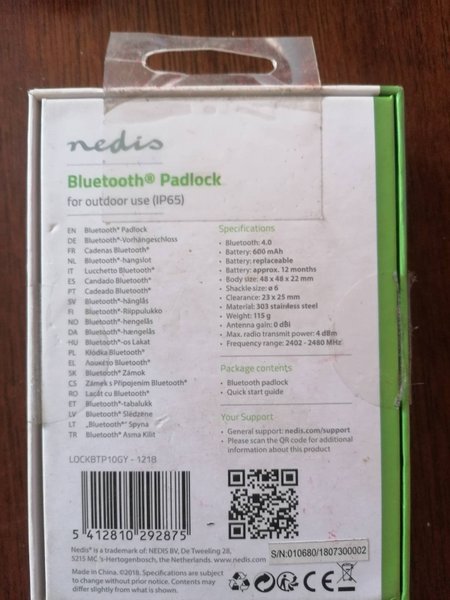 nedis
Bluetooth® Padlock
for outdoor use (IP65)
EN Bluetooth® Padlock
DE Bluetooth®-Vorhängeschloss
FR Cadenas Bluetooth®
NL Bluetooth®-hangslot
IT Lucchetto Bluetooth®
ES Candado Bluetooth®
PT Cadeado Bluetooth®
SV Bluetooth®-hänglås
FI Bluetooth®-Riippulukko
NO Bluetooth®-hengelås
DA Bluetooth®-hængelås
HU Bluetooth®-os Lakat
PL Kłódka Bluetooth®
EL Λουκέτο Bluetooth®
SK Bluetooth® Zámok
CS Zámek s Připojením Bluetooth®
RO Lacăt cu Bluetooth®
ET Bluetooth®-tabalukk
LV Bluetooth® Slēdzene
LT „Bluetooth®“ Spyna
TR Bluetooth® Asma Kilit
LOCKBTP10GY - 1218
Specifications
• Bluetooth: 4.0
• Battery: 600 mAh
• Battery: replaceable
• Battery: approx. 12 months
• Body size: 48 x 48 x 22 mm
• Shackle size: ø 6
• Clearance: 23 x 25 mm
• Material: 303 stainless steel
• Weight: 115 g
• Antenna gain: 0 dBi
• Max. radio transmit power: 4 dBm
• Frequency range: 2402 - 2480 MHz
Package contents
• Bluetooth padlock
• Quick start guide
Your Support
• General support: nedis.com/support
• Please scan the QR code for additional
information about this product
5 412810 292875
S/N:010680/1807300002
Nedis® is a trademark of: NEDIS BV, De Tweeling 28,
5215 MC 's-Hertogenbosch, the Netherlands. www.nedis.com
Made in China. ©2018. Specifications are subject
to change without prior notice. Contents may
differ slightly from what is shown.
CE